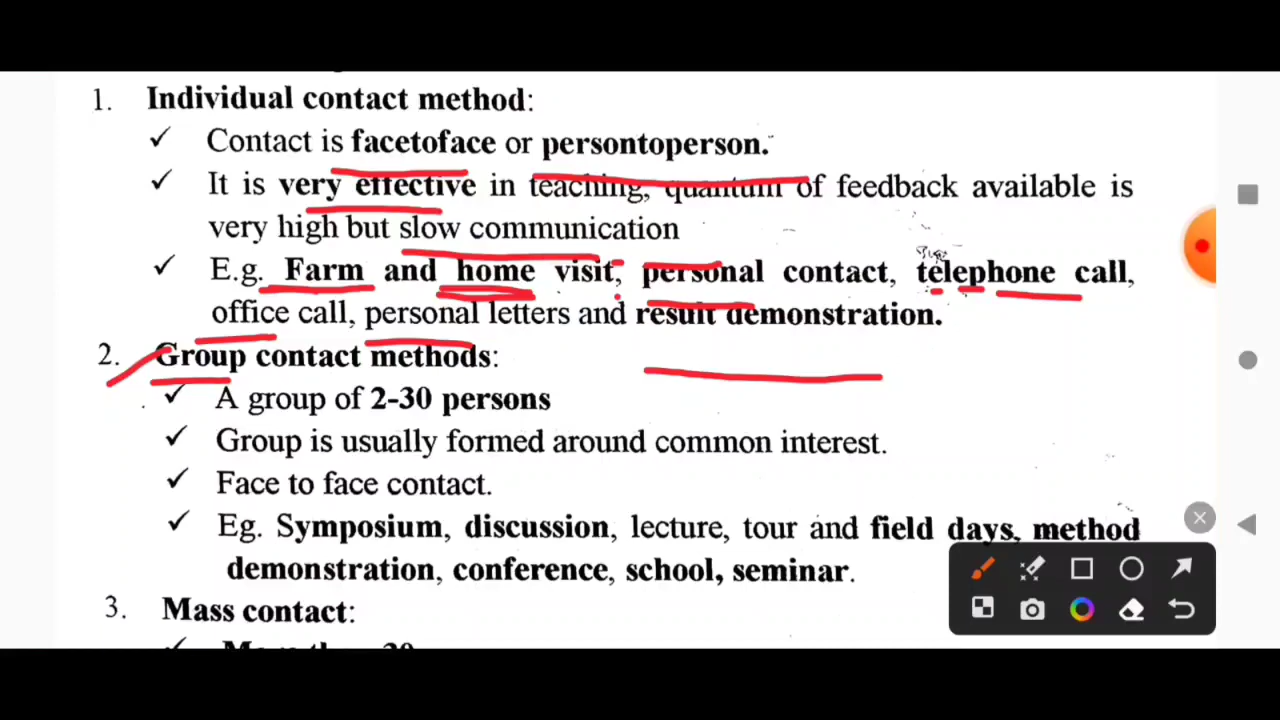 1. Individual contact method:
✓ Contact is facetoface or persontoperson.
✓ It is very effective in teaching, quantum of feedback available is
very high but slow communication
✓ E.g. Farm and home visit, personal contact, telephone call,
office call, personal letters and result demonstration.
2. Group contact methods:
✓ A group of 2-30 persons
✓ Group is usually formed around common interest.
✓ Face to face contact.
✓ Eg. Symposium, discussion, lecture, tour and field days, method
demonstration, conference, school, seminar.
3. Mass contact: